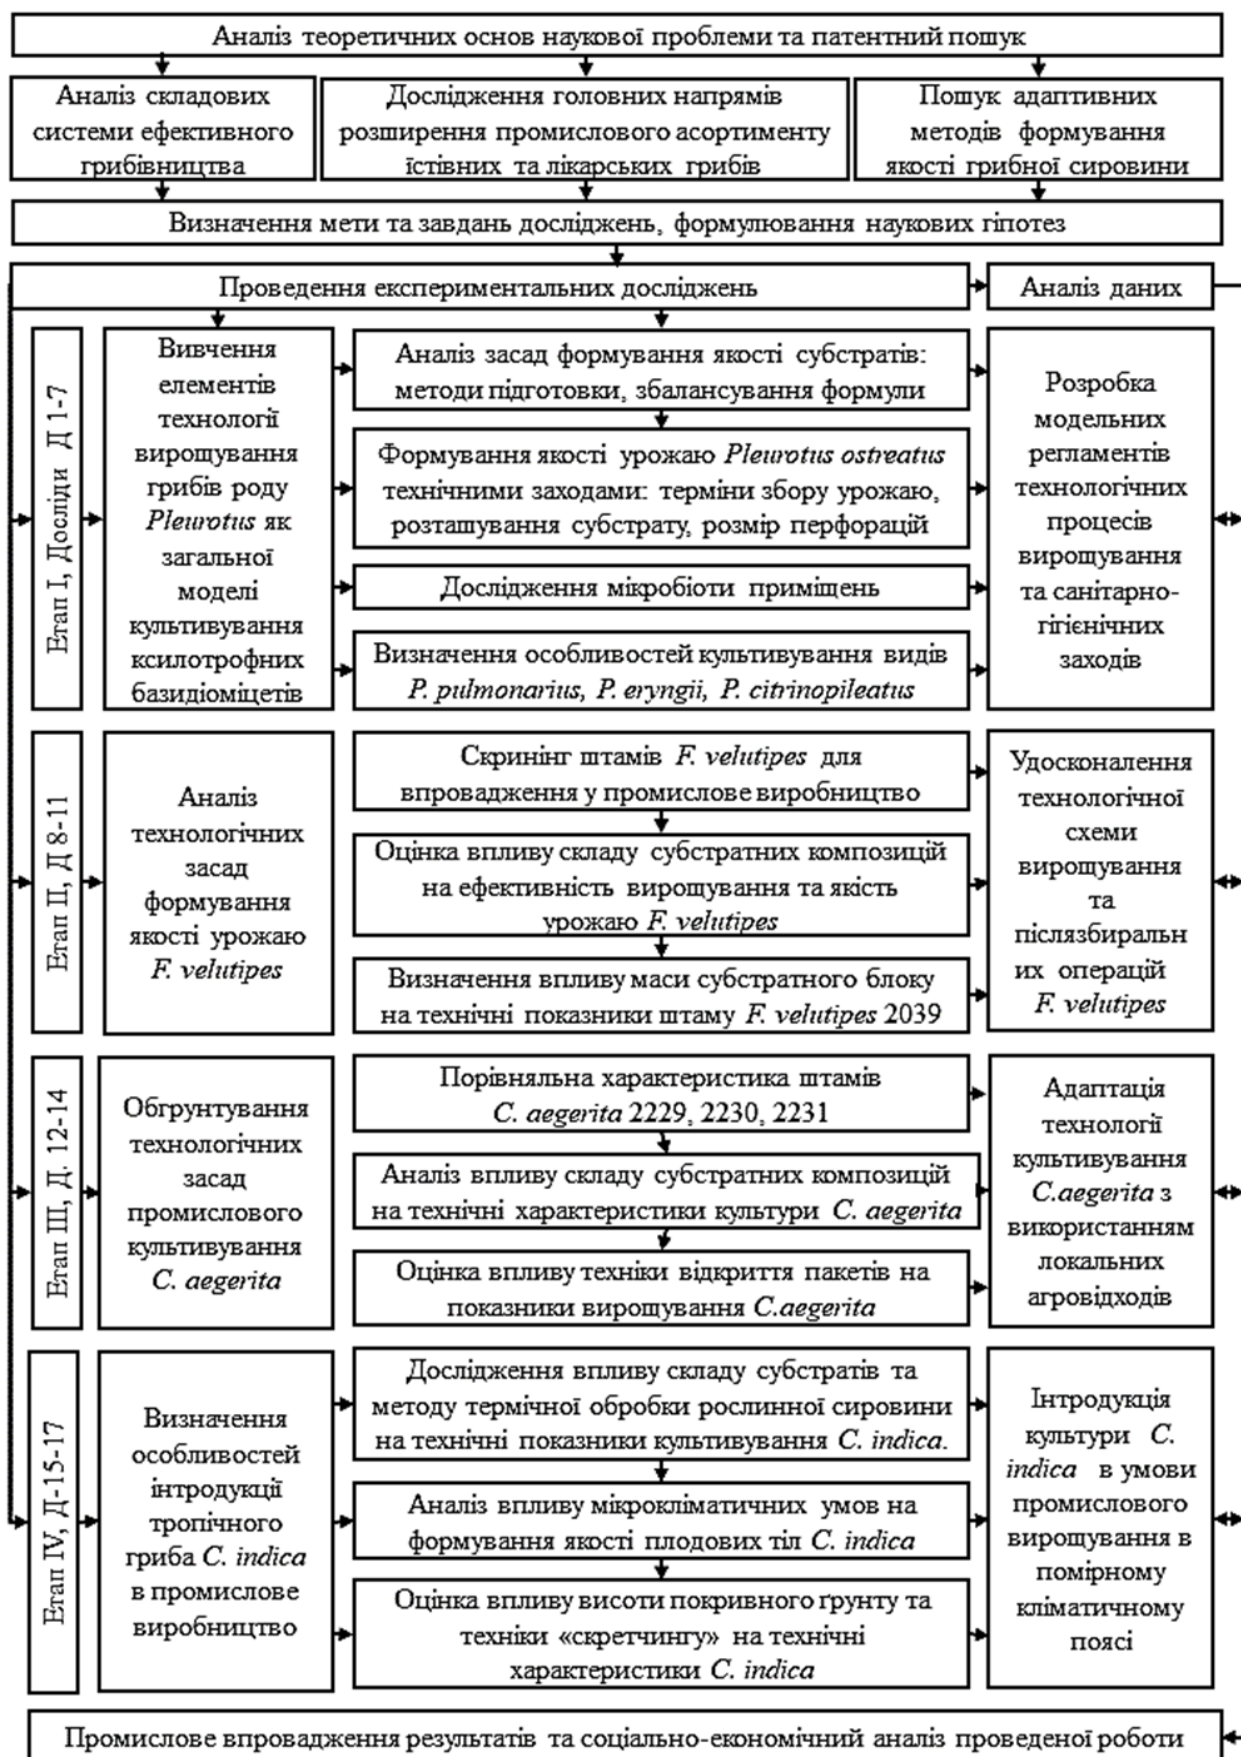 Аналіз теоретичних основ наукової проблеми та патентний пошук
Аналіз складових
системи ефективного
грибівництва
Дослідження головних напрямів
розширення промислового асортименту
їстівних та лікарських грибів
Пошук адаптивних
методів формування
якості грибної сировини
Визначення мети та завдань досліджень, формулювання наукових гіпотез
Проведення експериментальних досліджень
Аналіз даних
Етап I, Досліди Д 1-7
Вивчення
елементів
технології
вирощування
грибів роду
Pleurotus як
загальної
моделі
культивування
ксилотрофних
базидіоміцетів
Аналіз засад формування якості субстратів:
методи підготовки, збалансування формули
Формування якості урожаю Pleurotus ostreatus
технічними заходами: терміни збору урожаю,
розташування субстрату, розмір перфорацій
Дослідження мікробіоти приміщень
Визначення особливостей культивування видів
P. pulmonarius, P. eryngii, P. citrinopileatus
Розробка
модельних
регламентів
технологічних
процесів
вирощування
та санітарно-
гігієнічних
заходів
Етап II, Д 8-11
Аналіз
технологічних
засад
формування
якості урожаю
F. velutipes
Скринінг штамів F. velutipes для
впровадження у промислове виробництво
Оцінка впливу складу субстратних композицій
на ефективність вирощування та якість
урожаю F. velutipes
Визначення впливу маси субстратного блоку
на технічні показники штаму F. velutipes 2039
Удосконалення
технологічної
схеми
вирощування
та
післязбиральн
их операцій
F. velutipes
Етап III, Д. 12-14
Обгрунтування
технологічних
засад
промислового
культивування
C. aegerita
Порівняльна характеристика штамів
C. aegerita 2229, 2230, 2231
Аналіз впливу складу субстратних композицій
на технічні характеристики культури C. aegerita
Оцінка впливу техніки відкриття пакетів на
показники вирощування C.aegerita
Адаптація
технології
культивування
C.aegerita з
використанням
локальних
агровідходів
Етап IV, Д-15-17
Визначення
особливостей
інтродукції
тропічного
гриба C. indica
в промислове
виробництво
Дослідження впливу складу субстратів та
методу термічної обробки рослинної сировини
на технічні показники культивування C. indica.
Аналіз впливу мікрокліматичних умов на
формування якості плодових тіл C. indica
Оцінка впливу висоти покривного ґрунту та
техніки «скретчингу» на технічні
характеристики C. indica
Інтродукція
культури C.
indica в умови
промислового
вирощування в
помірному
кліматичному
поясі
Промислове впровадження результатів та соціально-економічний аналіз проведеної роботи